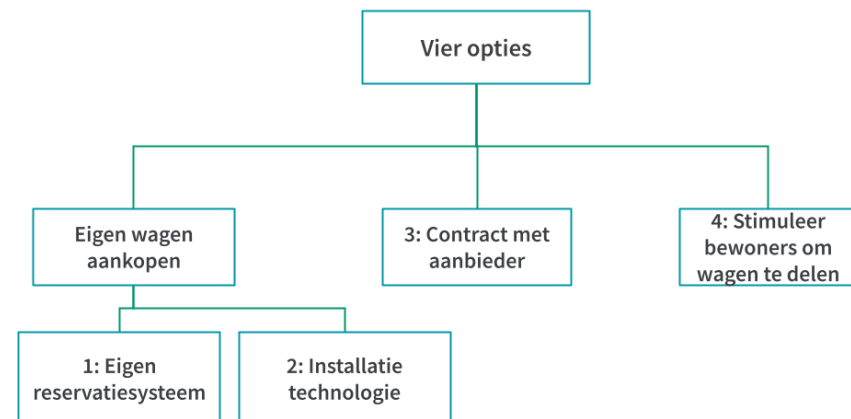 Vier opties
Eigen wagen
aankopen
3: Contract met
aanbieder
4: Stimuleer
bewoners om
wagen te delen
1: Eigen
reservatiesysteem
2: Installatie
technologie